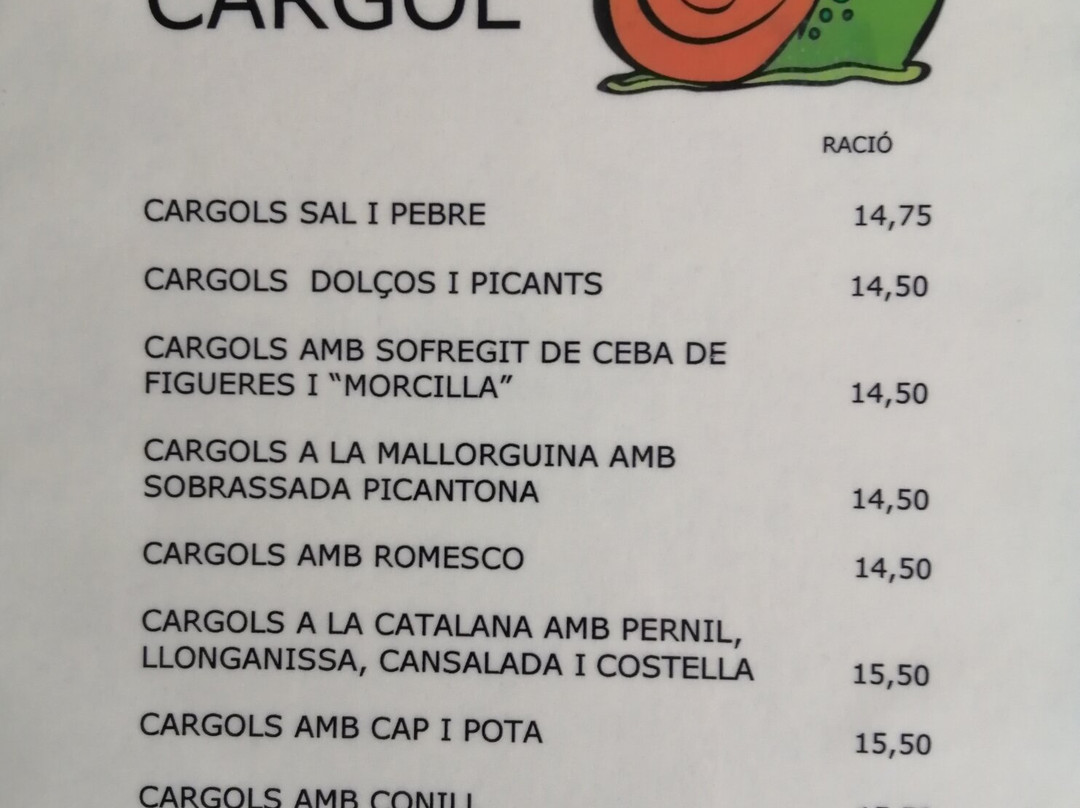 CARGOL
RACIÓ
CARGOLS SAL I PEBRE 14,75
CARGOLS DOLÇOS I PICANTS 14,50
CARGOLS AMB SOFREGIT DE CEBA DE
FIGUERES I “MORCILLA” 14,50
CARGOLS A LA MALLORGUINA AMB
SOBRASSADA PICANTONA 14,50
CARGOLS AMB ROMESCO 14,50
CARGOLS A LA CATALANA AMB PERNIL,
LLONGANISSA, CANSALADA I COSTELLA 15,50
CARGOLS AMB CAP I POTA 15,50
CARGOLS AMB CONILL